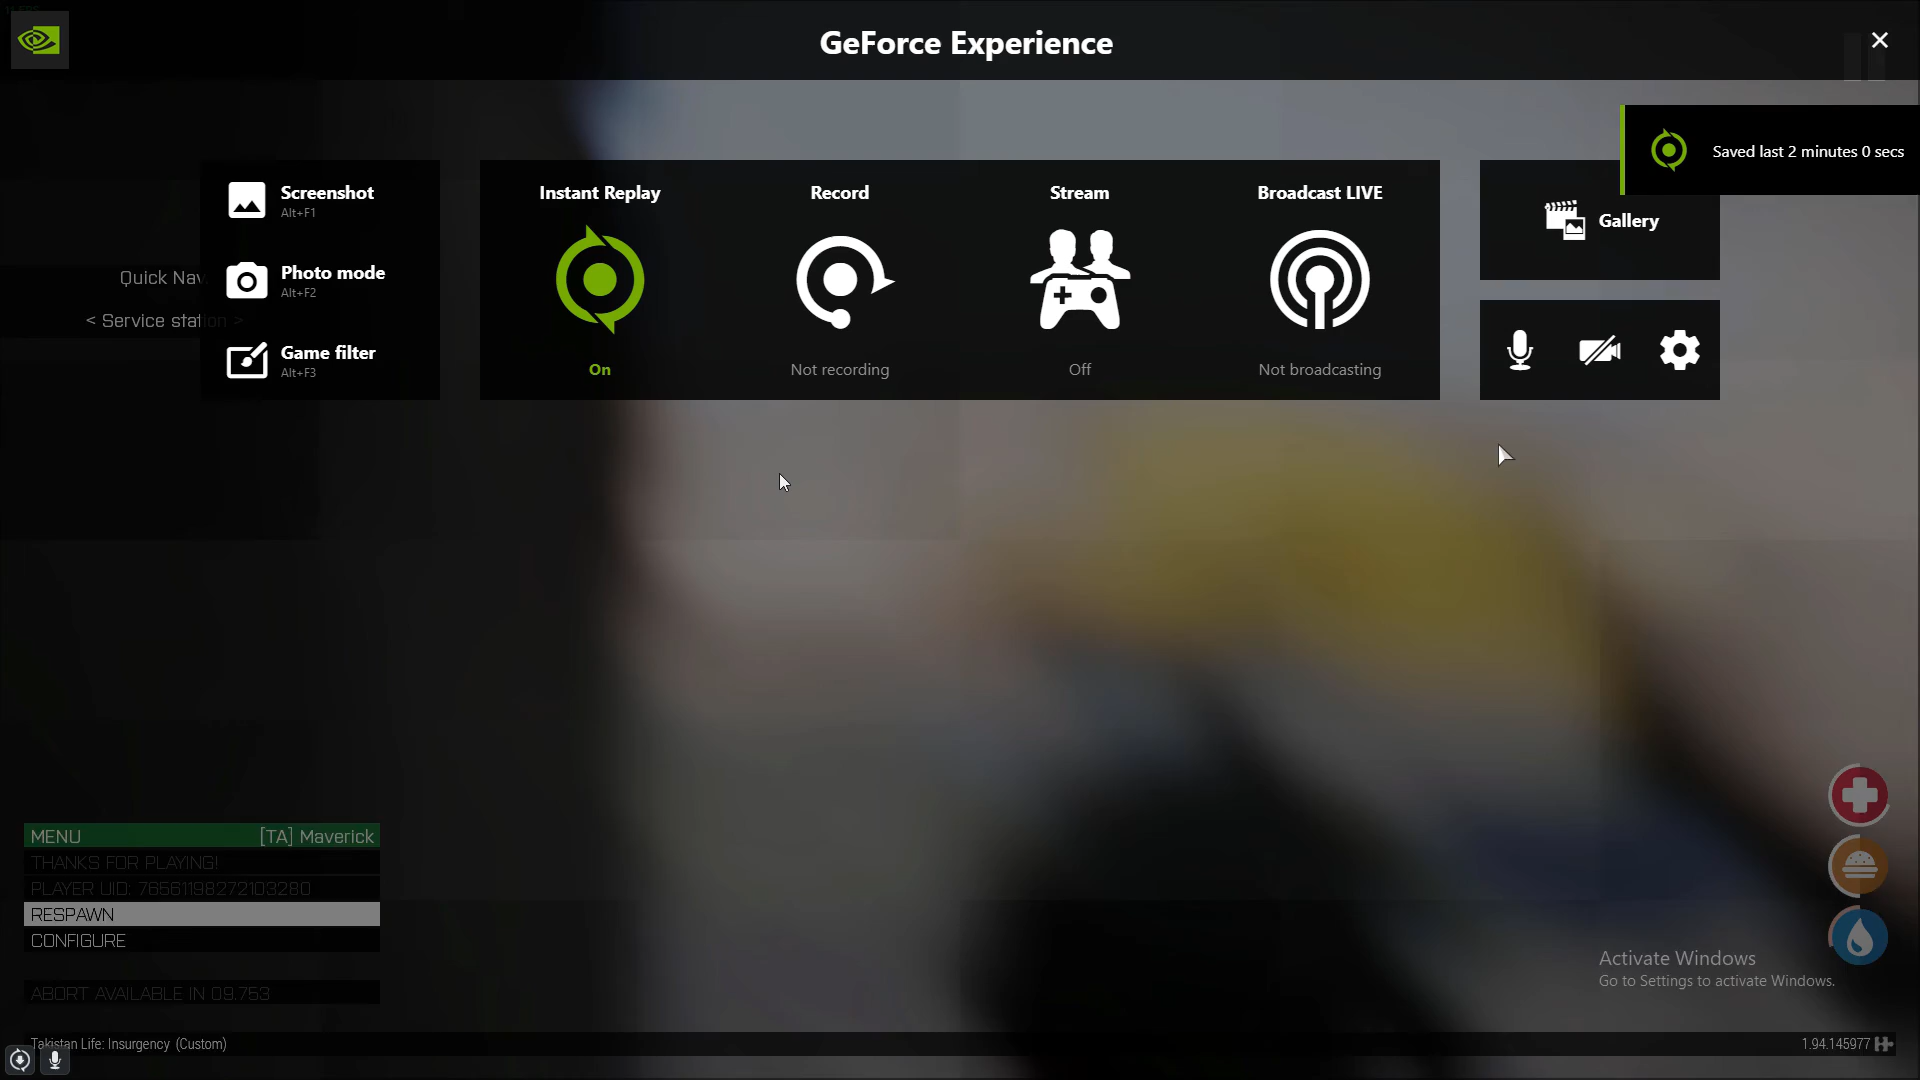 GeForce Experience
Saved last 2 minutes 0 secs
Screenshot
Alt+F1
Photo mode
Alt+F2
Game filter
Alt+F3
Instant Replay
On
Record
Not recording
Stream
Off
Broadcast LIVE
Not broadcasting
Gallery
Quick Nav
< Service station >
MENU [TA] Maverick
THANKS FOR PLAYING!
PLAYER UID: 76561198272103280
RESPAWN
CONFIGURE
ABORT AVAILABLE IN 09.753
Activate Windows
Go to Settings to activate Windows.
Takistan Life: Insurgency (Custom)
1.94.145977